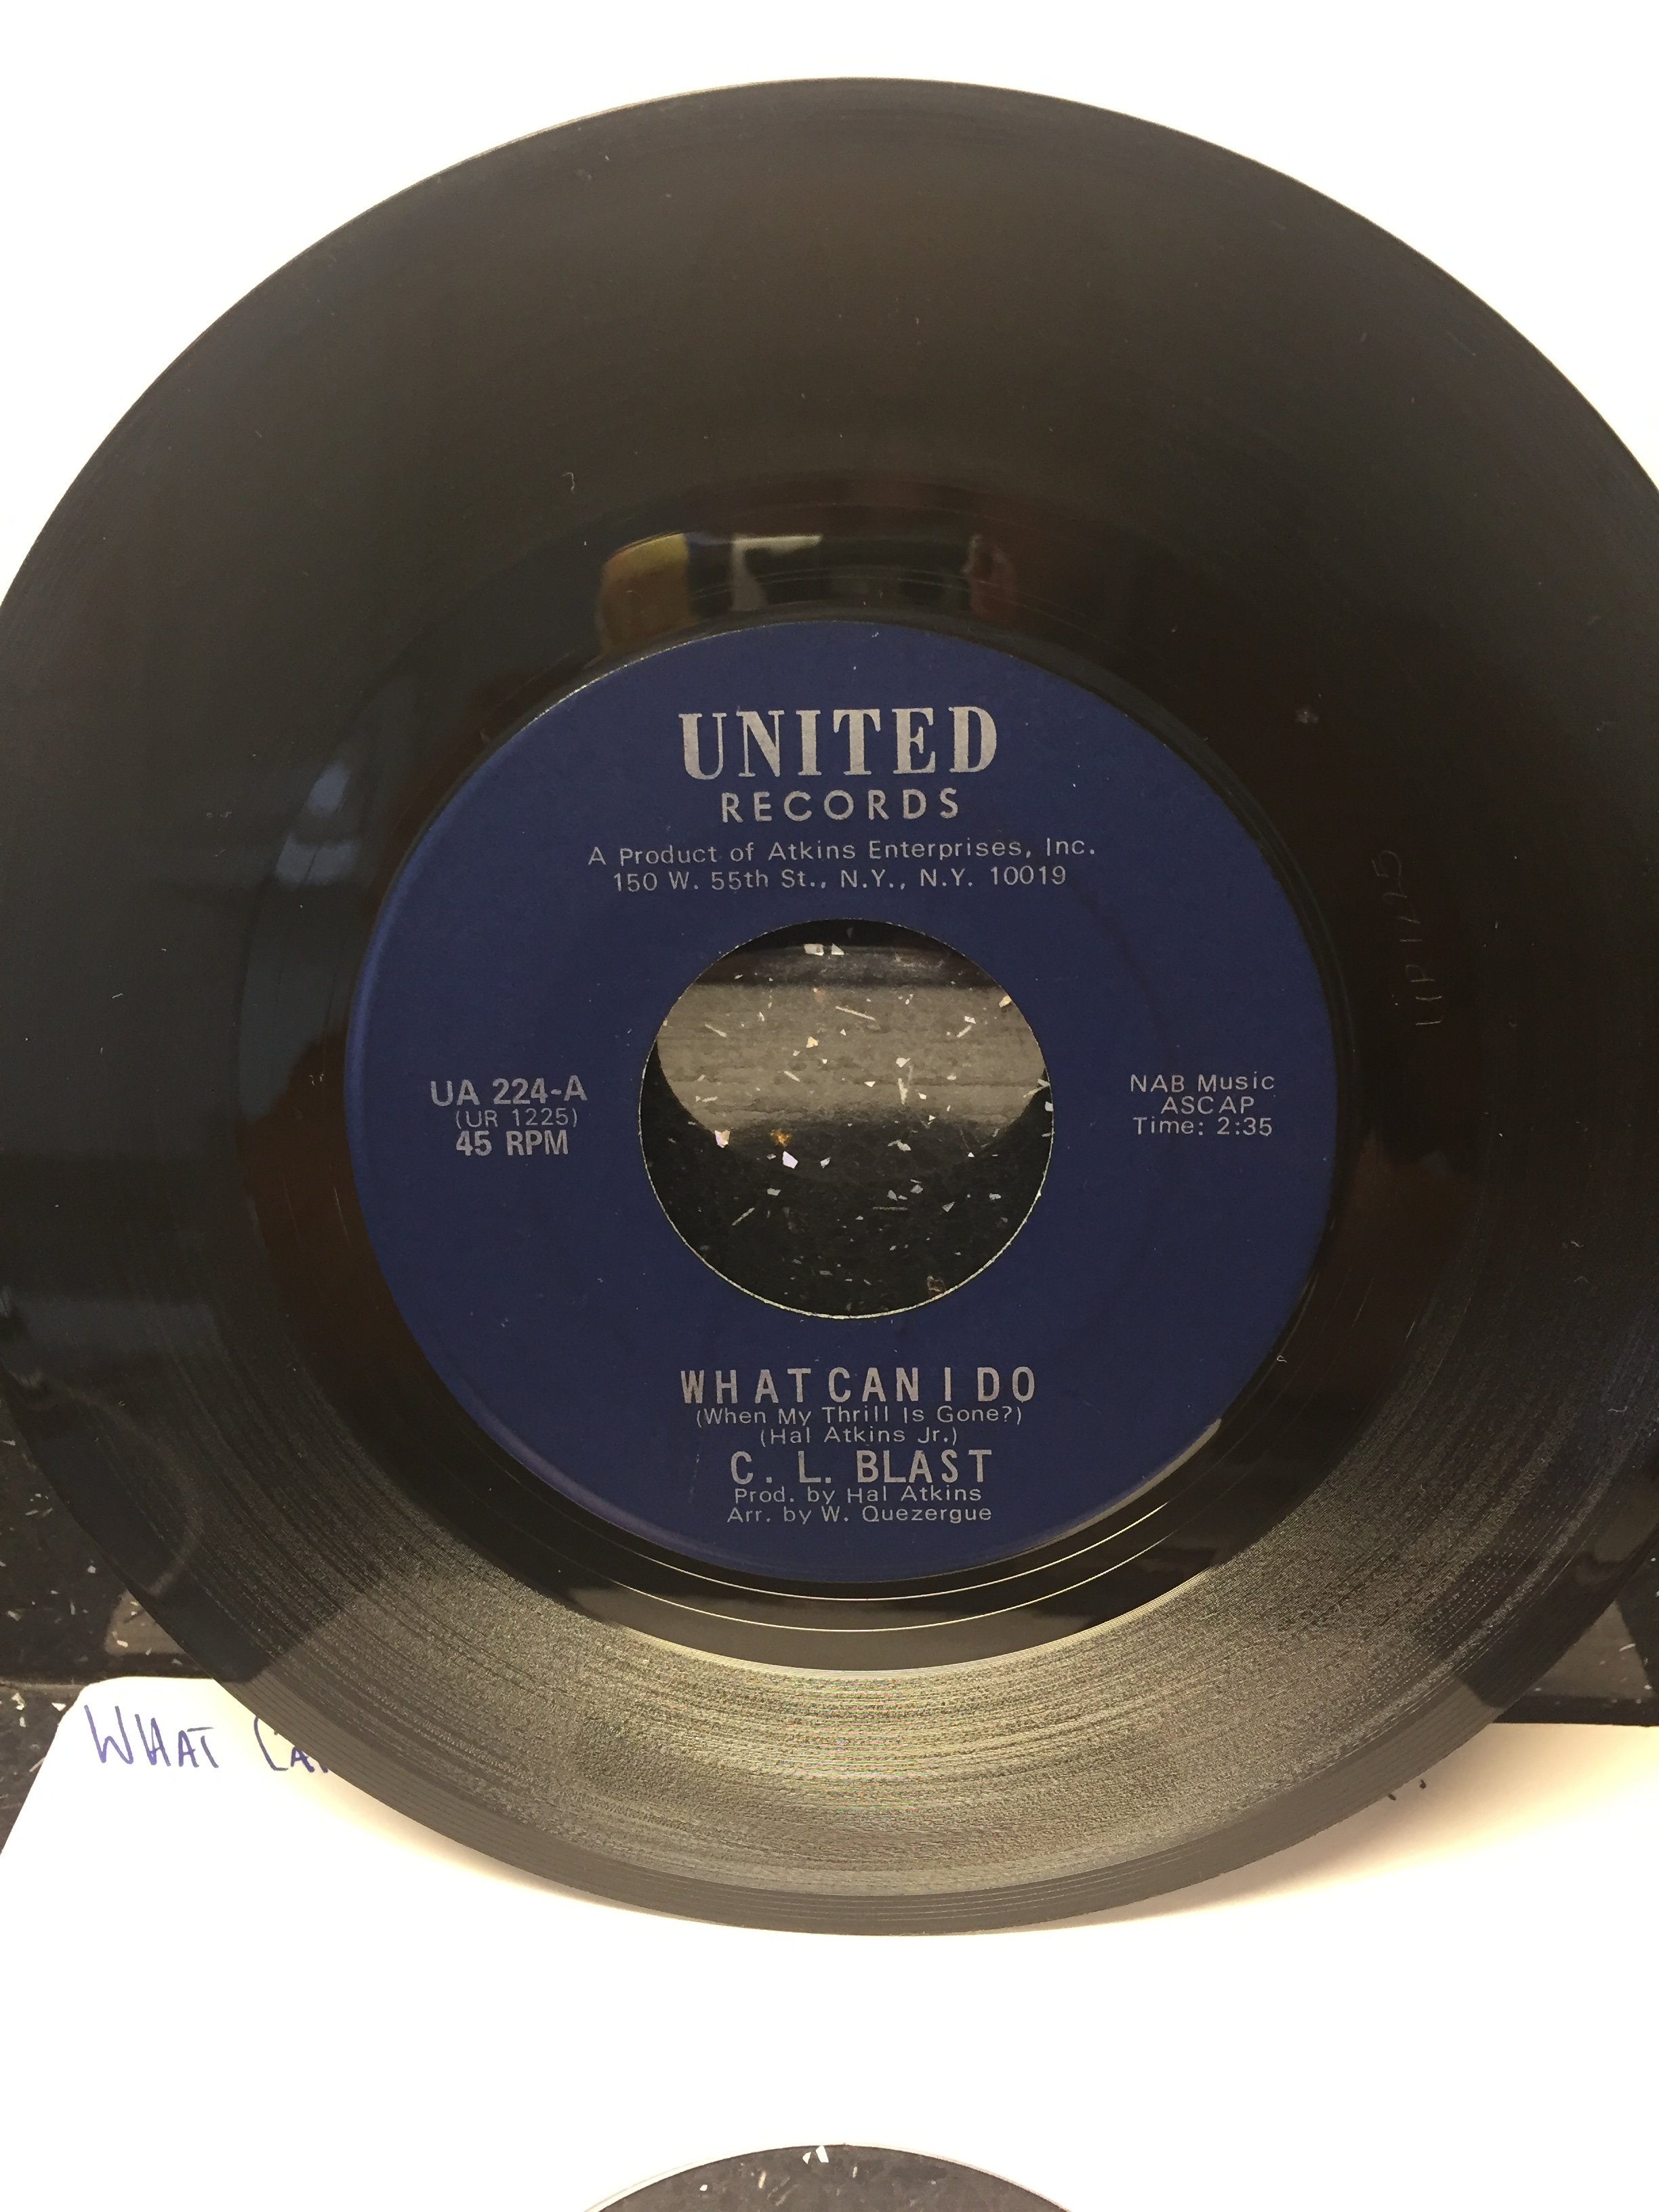 UNITED
RECORDS
A Product of Atkins Enterprises, Inc.
150 W. 55th St., N.Y., N.Y. 10019
UA 224-A
(UR 1225)
45 RPM
NAB Music
ASCAP
Time: 2:35
WHAT CAN I DO
(When My Thrill Is Gone?)
(Hal Atkins Jr.)
C. L. BLAST
Prod. by Hal Atkins
Arr. by W. Quezergue
WHAT